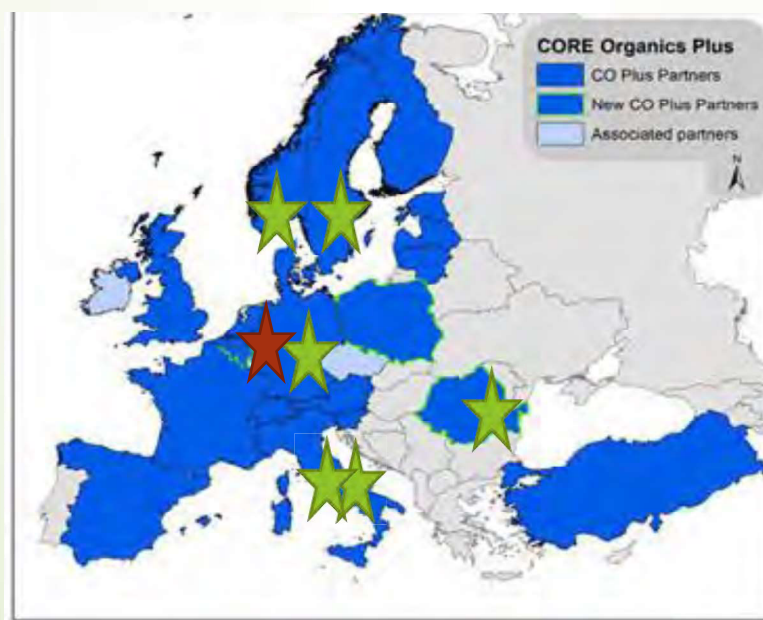 CORE Organics Plus
CO Plus Partners
New CO Plus Partners
Associated partners
N